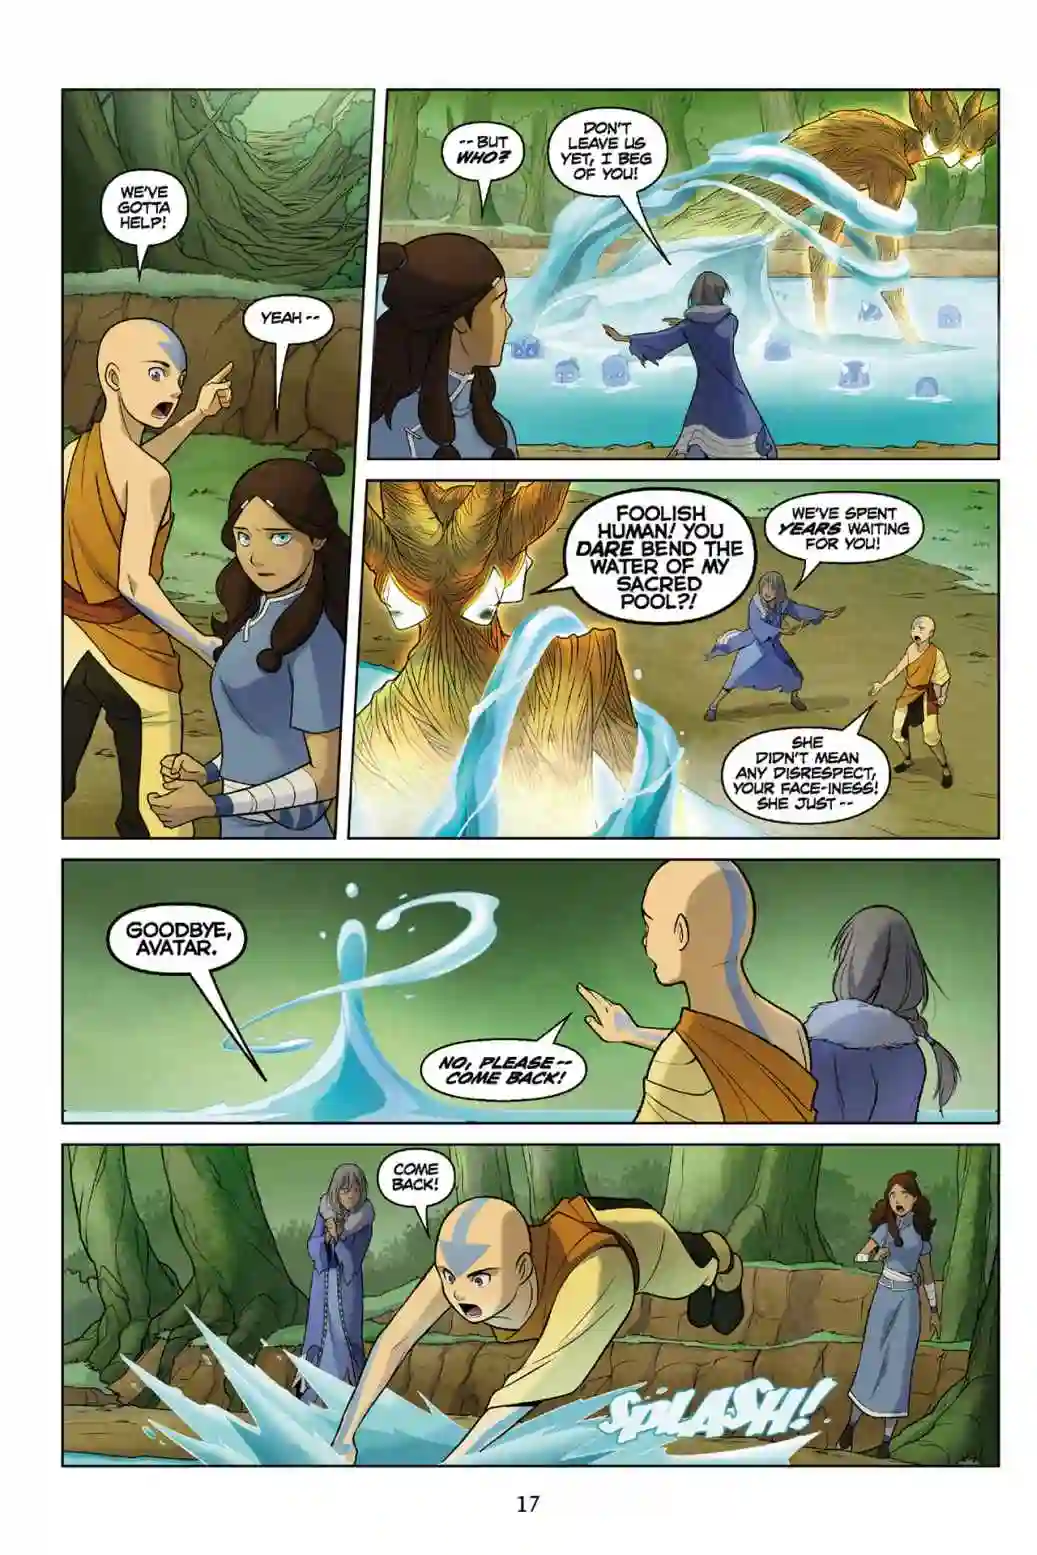 WE'VE
GOTTA
HELP!
YEAH --
-- BUT
WHO?
DON'T
LEAVE US
YET, I BEG
OF YOU!
FOOLISH
HUMAN! YOU
DARE BEND THE
WATER OF MY
SACRED
POOL?!
WE'VE SPENT
YEARS WAITING
FOR YOU!
SHE
DIDN'T MEAN
ANY DISRESPECT,
YOUR FACE-INESS!
SHE JUST --
GOODBYE,
AVATAR.
NO, PLEASE--
COME BACK!
COME
BACK!
SPLASH!
17